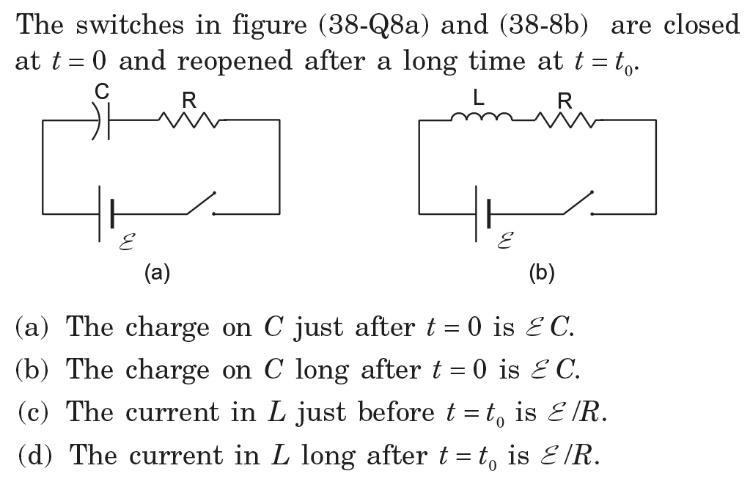 The switches in figure (38-Q8a) and (38-8b) are closed
at t = 0 and reopened after a long time at t = t₀.
C
R
L
R
ℰ
ℰ
(a)
(b)
(a) The charge on C just after t = 0 is ℰ C.
(b) The charge on C long after t = 0 is ℰ C.
(c) The current in L just before t = t₀ is ℰ/R.
(d) The current in L long after t = t₀ is ℰ/R.